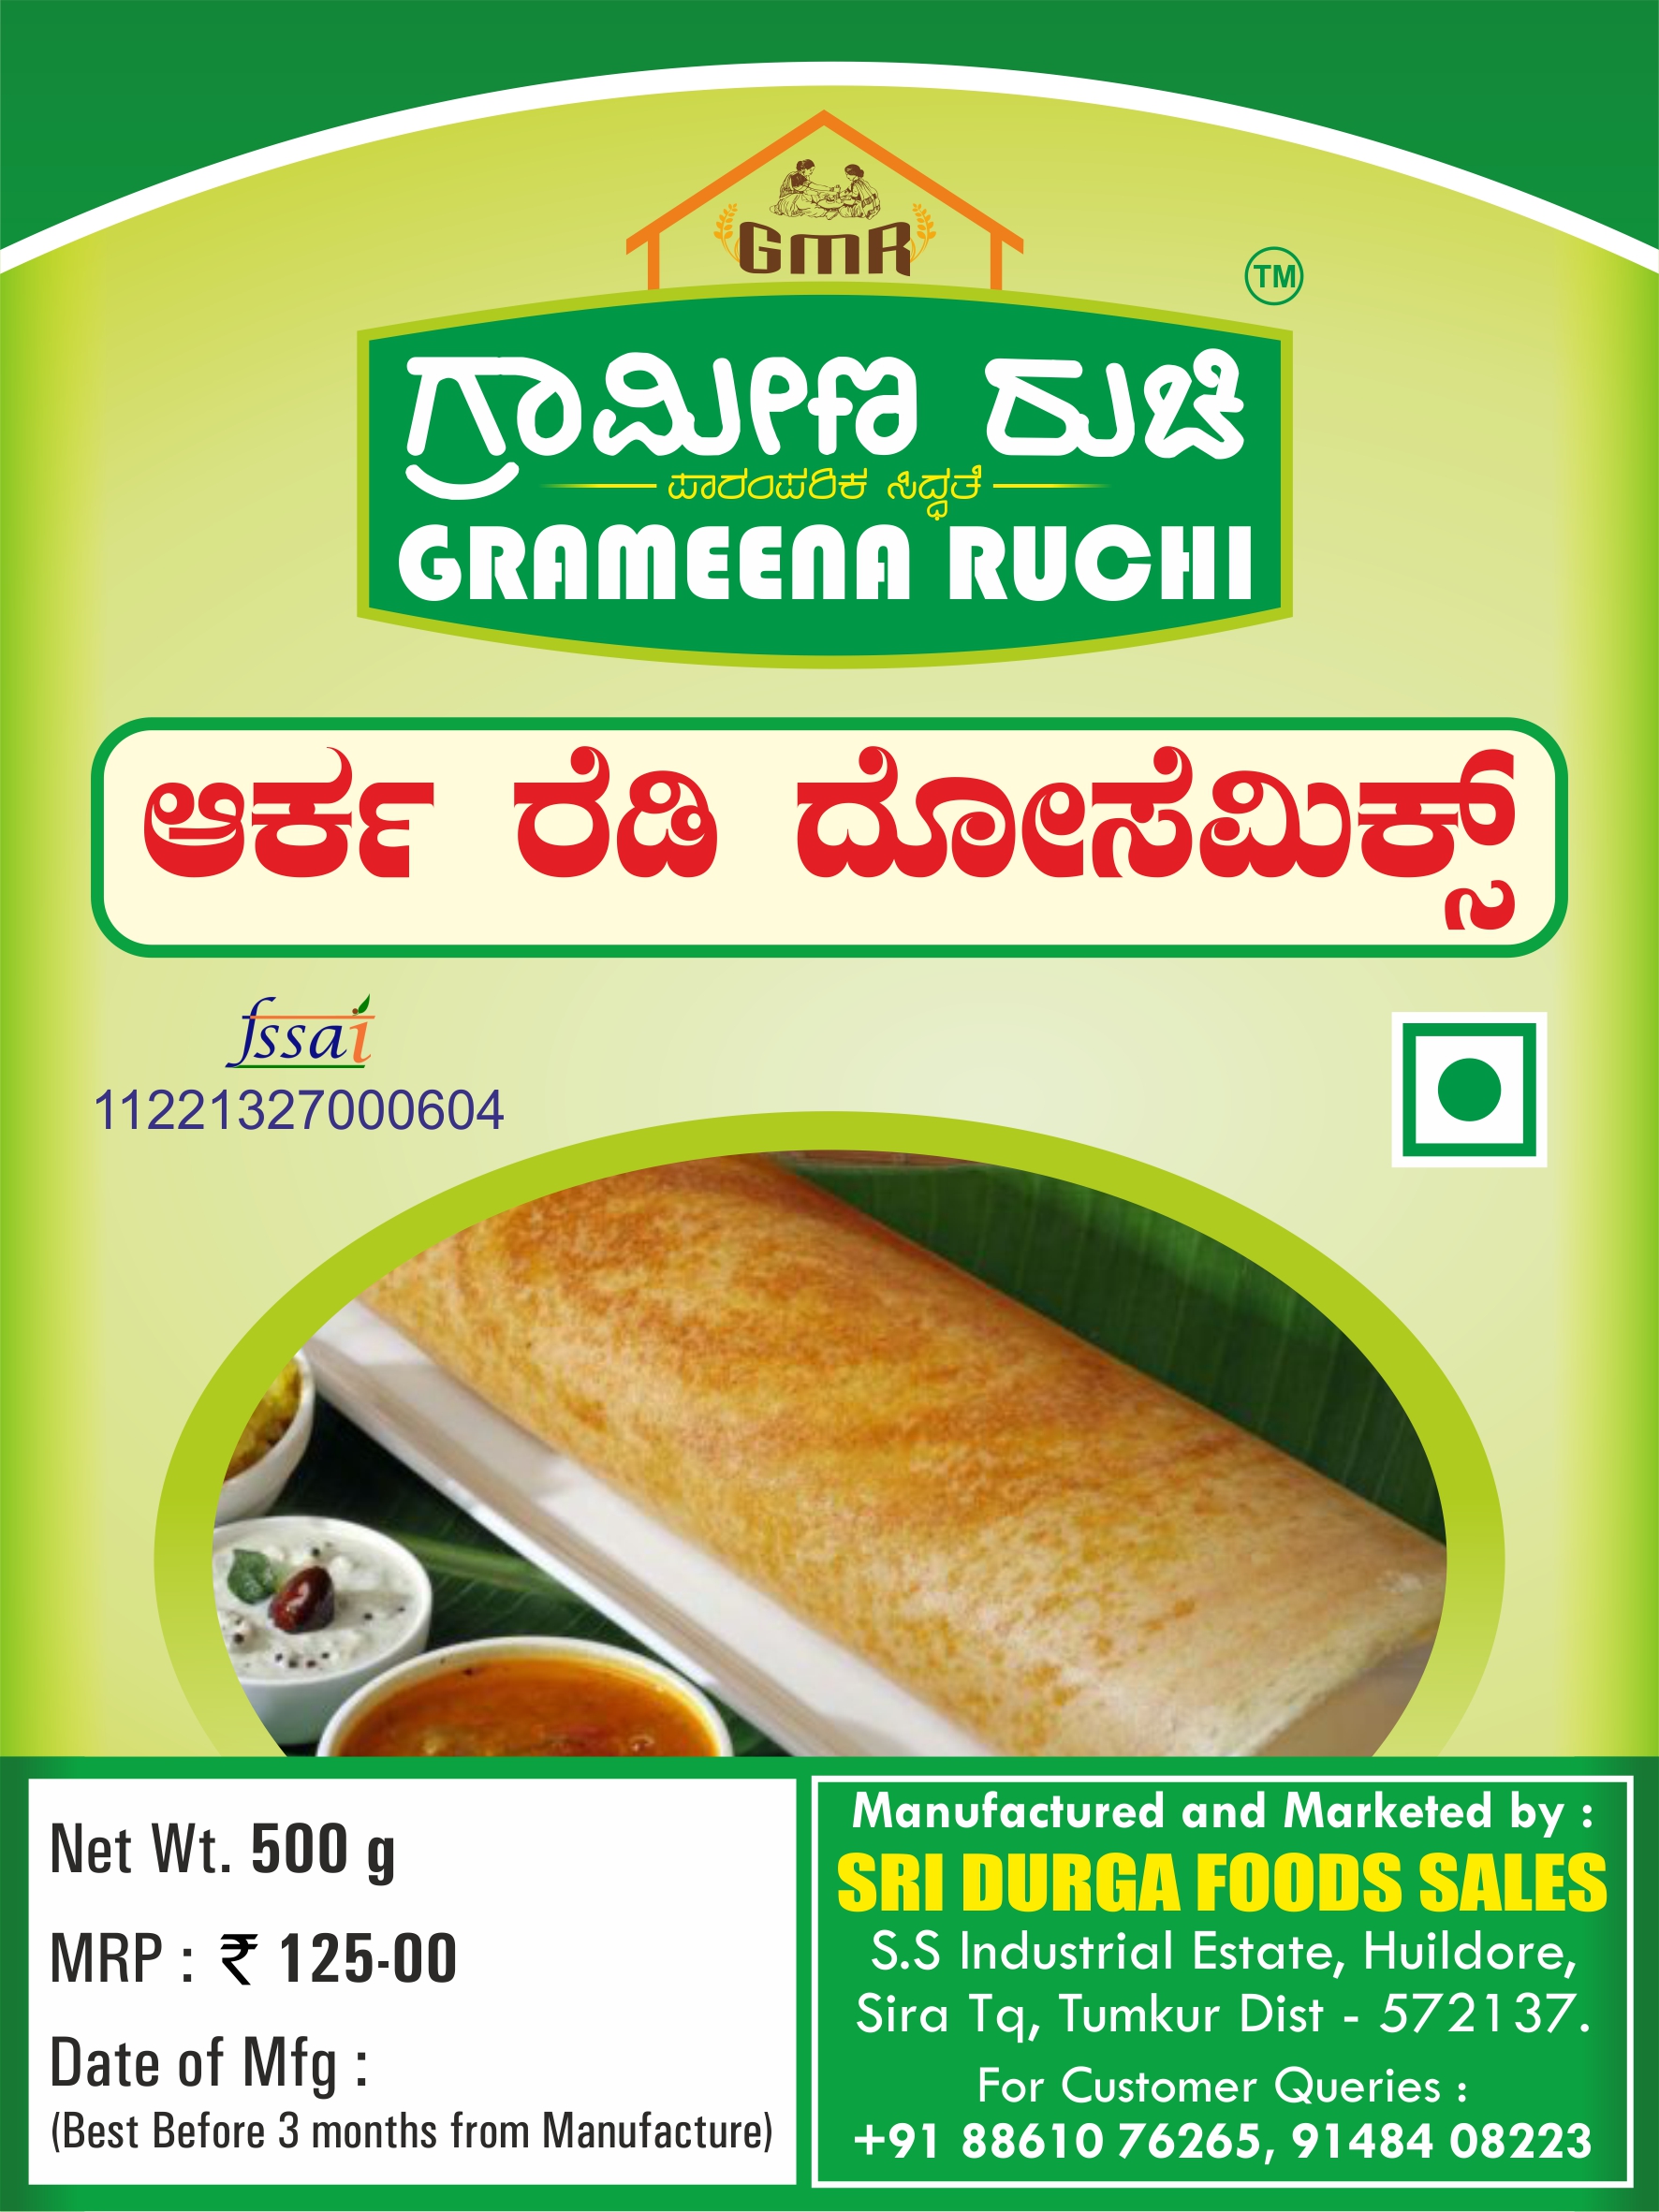 GMR
TM
ಗ್ರಾಮೀಣ ರುಚಿ
ಪಾರಂಪರಿಕ ಸಿದ್ಧತೆ
GRAMEENA RUCHI
ಆರ್ಕ ರೆಡಿ ದೋಸೆಮಿಕ್ಸ್
fssai
11221327000604
Net Wt. 500 g
MRP : ₹ 125-00
Date of Mfg :
(Best Before 3 months from Manufacture)
Manufactured and Marketed by :
SRI DURGA FOODS SALES
S.S Industrial Estate, Huildore,
Sira Tq, Tumkur Dist - 572137.
For Customer Queries :
+91 88610 76265, 91484 08223